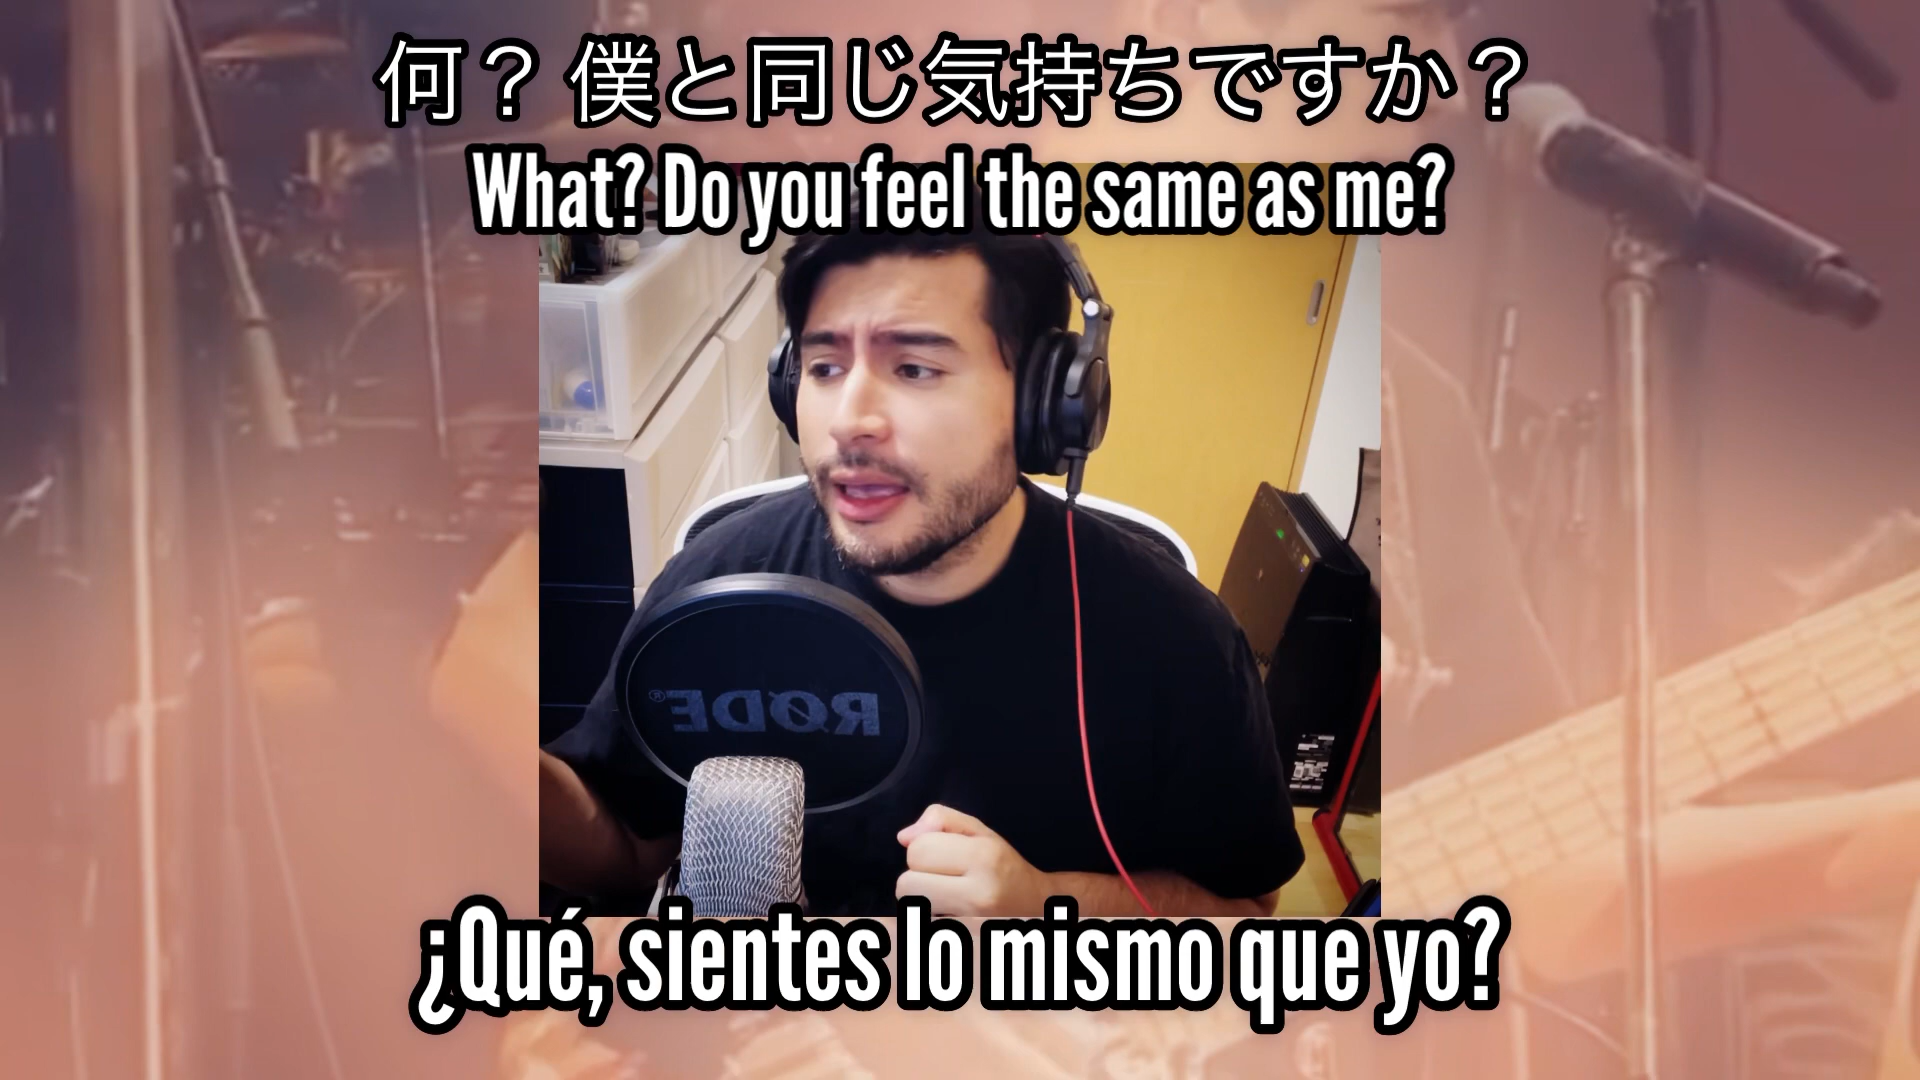 何？ 僕と同じ気持ちですか？
What? Do you feel the same as me?
RØDE®
¿Qué, sientes lo mismo que yo?